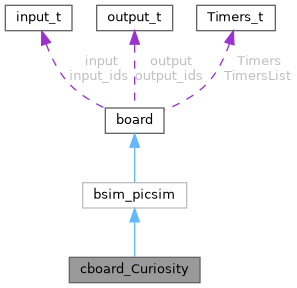 input_t
output_t
Timers_t
input
input_ids
output
output_ids
Timers
TimersList
board
bsim_picsim
cboard_Curiosity